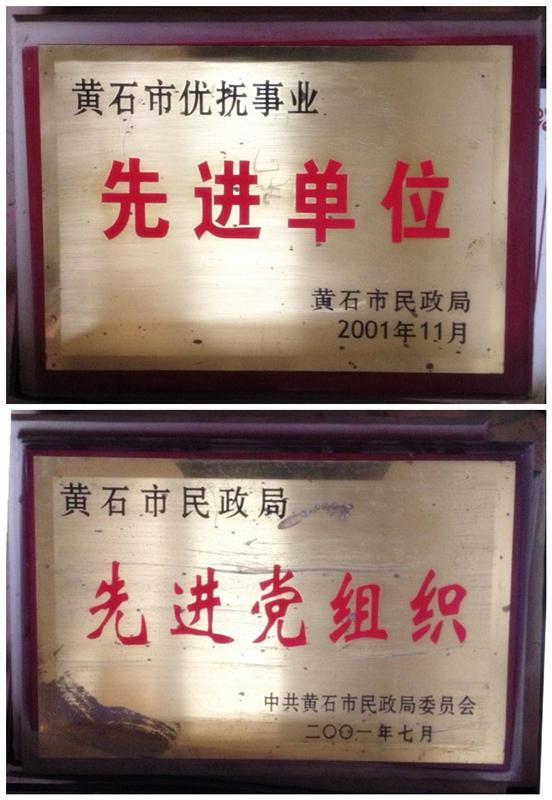 黄石市优抚事业
先进单位
黄石市民政局
2001年11月
黄石市民政局
先进党组织
中共黄石市民政局委员会
二〇〇一年七月